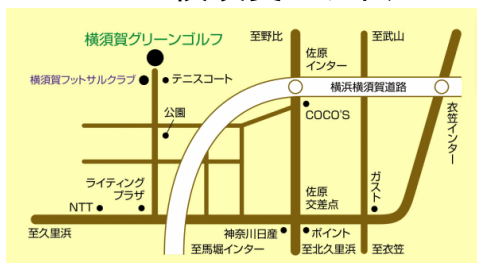 横須賀グリーンゴルフ
至野比
至武山
佐原
インター
横須賀フットサルクラブ
テニスコート
横浜横須賀道路
衣笠インター
公園
COCO'S
ライティング
プラザ
NTT
佐原
交差点
ガスト
至久里浜
神奈川日産
ポイント
至馬堀インター
至北久里浜
至衣笠